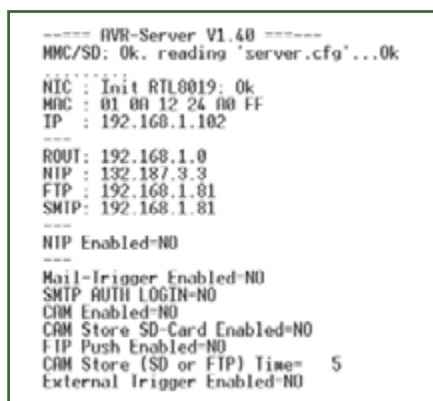 --=== AVR-Server V1.40 ===---
MMC/SD: Ok. reading 'server.cfg'...Ok
.........
NIC : Init RTL8019: Ok
MAC : 01 0A 12 24 A0 FF
IP : 192.168.1.102
---
ROUT: 192.168.1.0
NTP : 132.187.3.3
FTP : 192.168.1.81
SMTP: 192.168.1.81
---
NTP Enabled=NO
---
Mail-Trigger Enabled=NO
SMTP AUTH LOGIN=NO
CAM Enabled=NO
CAM Store SD-Card Enabled=NO
FTP Push Enabled=NO
CAM Store (SD or FTP) Time= 5
External Trigger Enabled=NO